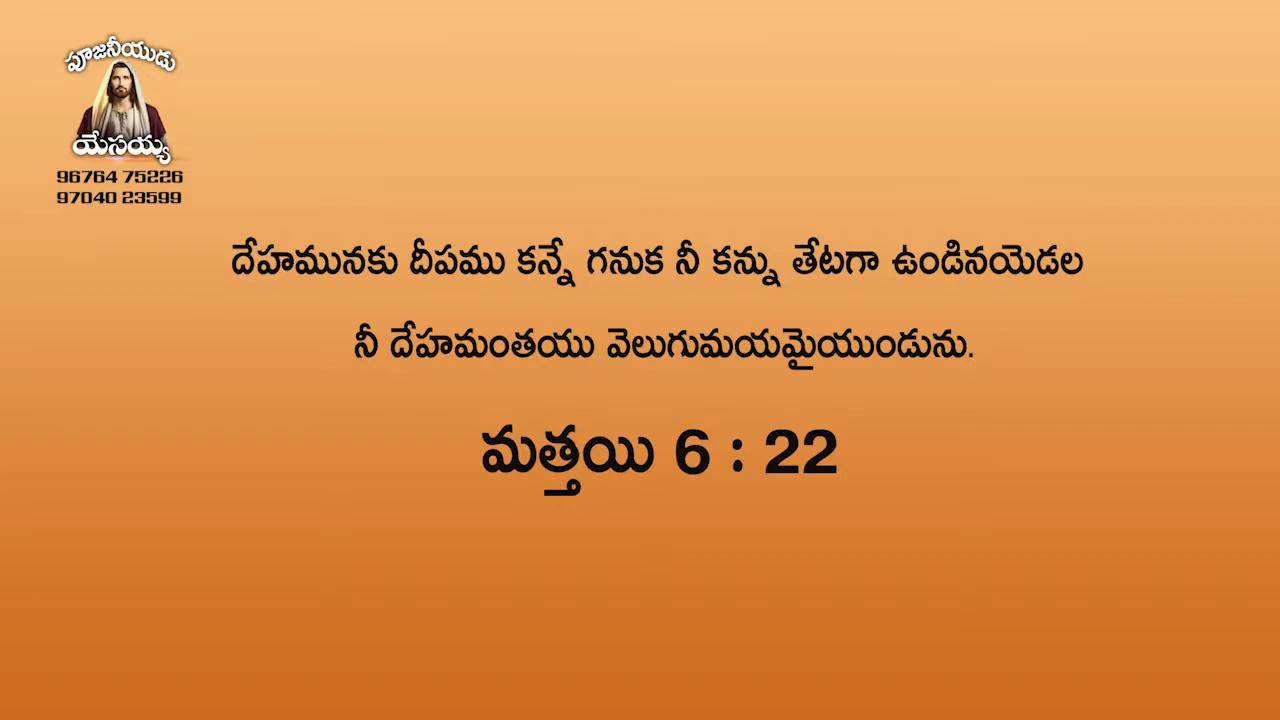 పూజనీయుడు
యేసయ్య
96764 75226
97040 23599
దేహమునకు దీపము కన్నే గనుక నీ కన్ను తేటగా ఉండినయెడల
నీ దేహమంతయు వెలుగుమయమైయుండును.
మత్తయి 6 : 22